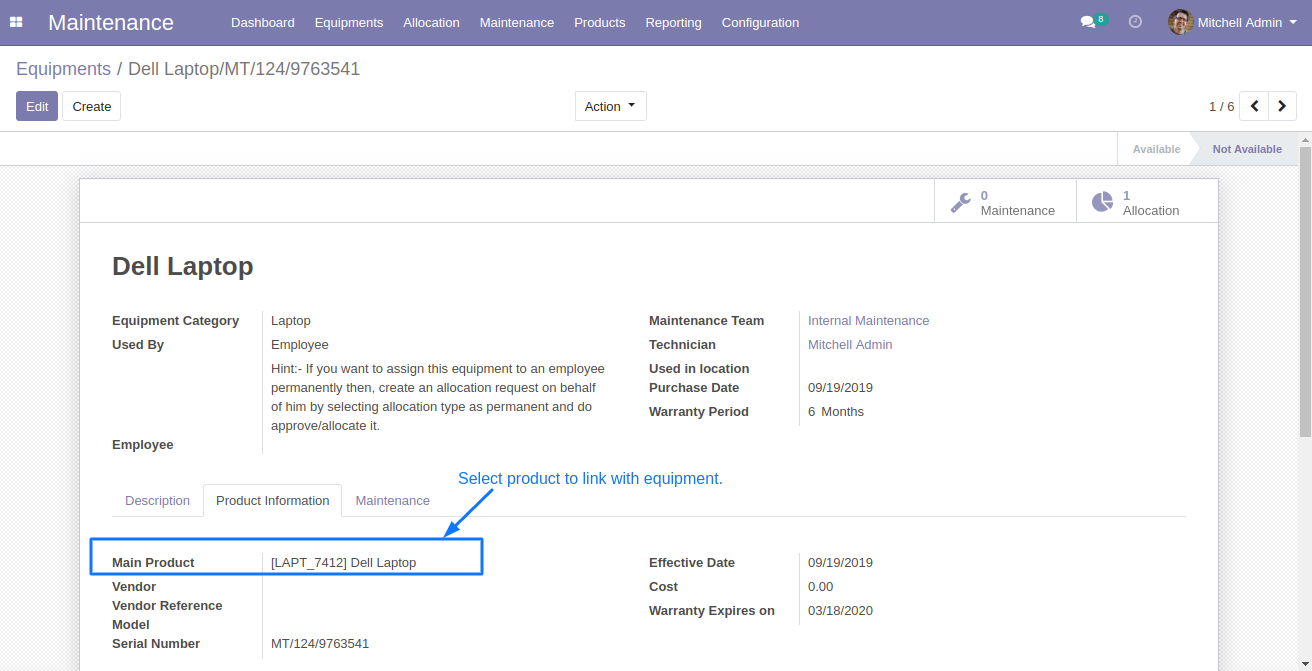 Maintenance Dashboard Equipments Allocation Maintenance Products Reporting Configuration 8 Mitchell Admin
Equipments / Dell Laptop/MT/124/9763541
Edit Create Action 1 / 6
Available Not Available
0 Maintenance
1 Allocation
Dell Laptop
Equipment Category Laptop
Used By Employee
Hint:- If you want to assign this equipment to an employee
permanently then, create an allocation request on behalf
of him by selecting allocation type as permanent and do
approve/allocate it.
Employee
Maintenance Team Internal Maintenance
Technician Mitchell Admin
Used in location
Purchase Date 09/19/2019
Warranty Period 6 Months
Select product to link with equipment.
Description Product Information Maintenance
Main Product [LAPT_7412] Dell Laptop
Vendor
Vendor Reference
Model
Serial Number MT/124/9763541
Effective Date 09/19/2019
Cost 0.00
Warranty Expires on 03/18/2020